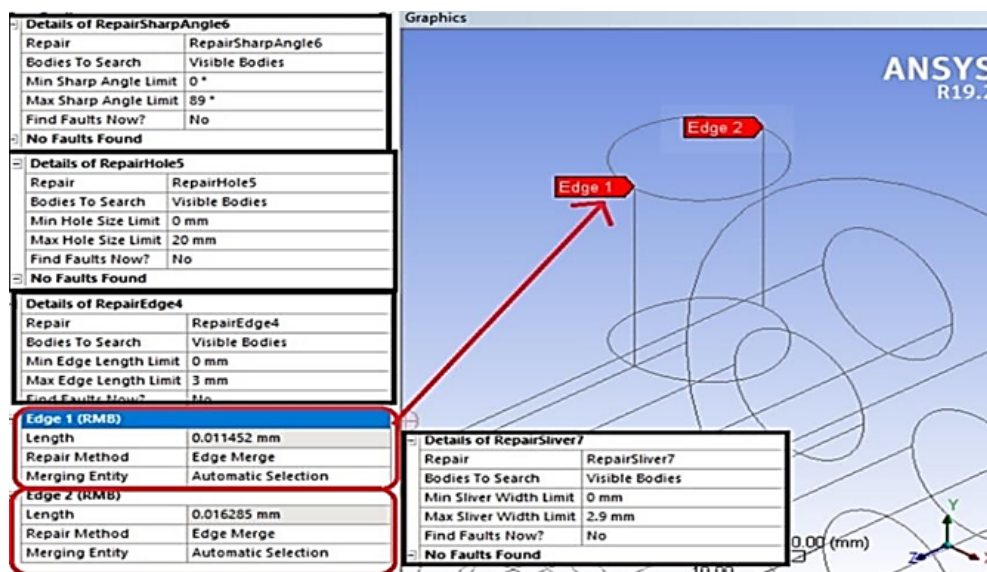 Details of RepairSharpAngle6
Repair RepairSharpAngle6
Bodies To Search Visible Bodies
Min Sharp Angle Limit 0 °
Max Sharp Angle Limit 89 °
Find Faults Now? No
No Faults Found
Details of RepairHole5
Repair RepairHole5
Bodies To Search Visible Bodies
Min Hole Size Limit 0 mm
Max Hole Size Limit 20 mm
Find Faults Now? No
No Faults Found
Details of RepairEdge4
Repair RepairEdge4
Bodies To Search Visible Bodies
Min Edge Length Limit 0 mm
Max Edge Length Limit 3 mm
Find Faults Now? No
Edge 1 (RMB)
Length 0.011452 mm
Repair Method Edge Merge
Merging Entity Automatic Selection
Edge 2 (RMB)
Length 0.016285 mm
Repair Method Edge Merge
Merging Entity Automatic Selection
Graphics
ANSYS
R19.2
Edge 2
Edge 1
Details of RepairSliver7
Repair RepairSliver7
Bodies To Search Visible Bodies
Min Sliver Width Limit 0 mm
Max Sliver Width Limit 2.9 mm
Find Faults Now? No
No Faults Found
0.00 (mm)
10.00
Y
Z
X